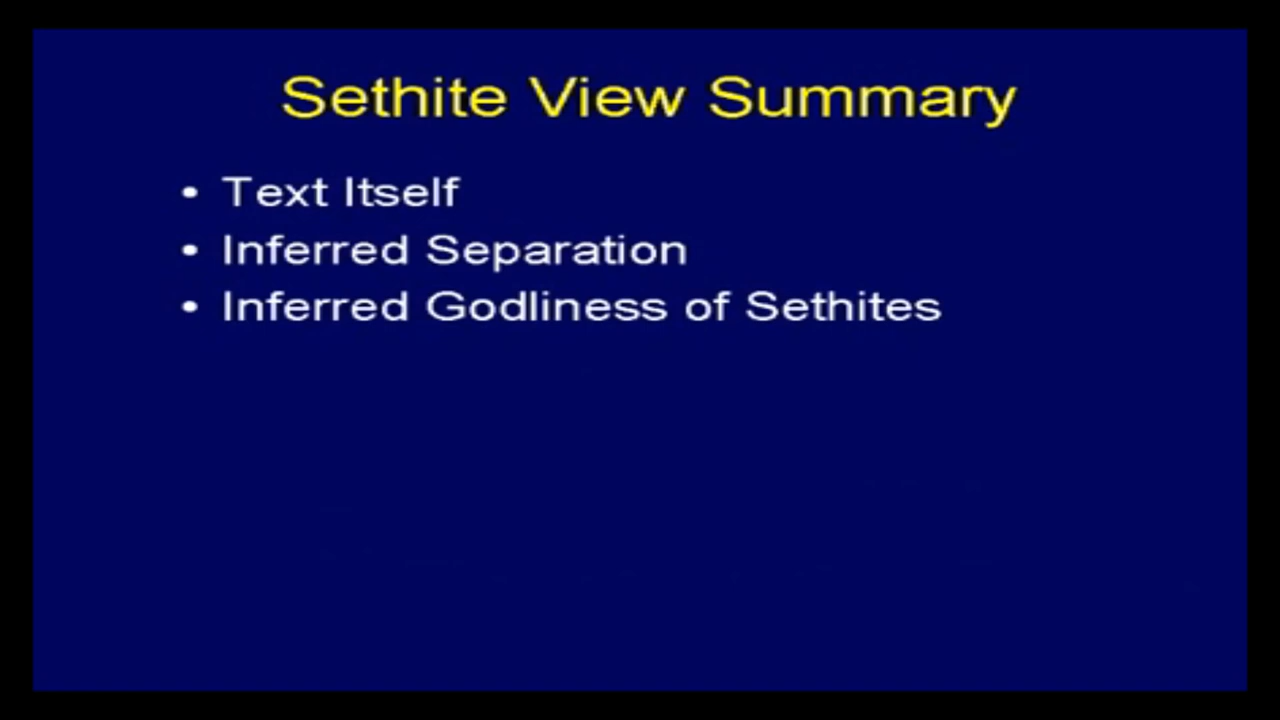 Sethite View Summary
• Text Itself
• Inferred Separation
• Inferred Godliness of Sethites